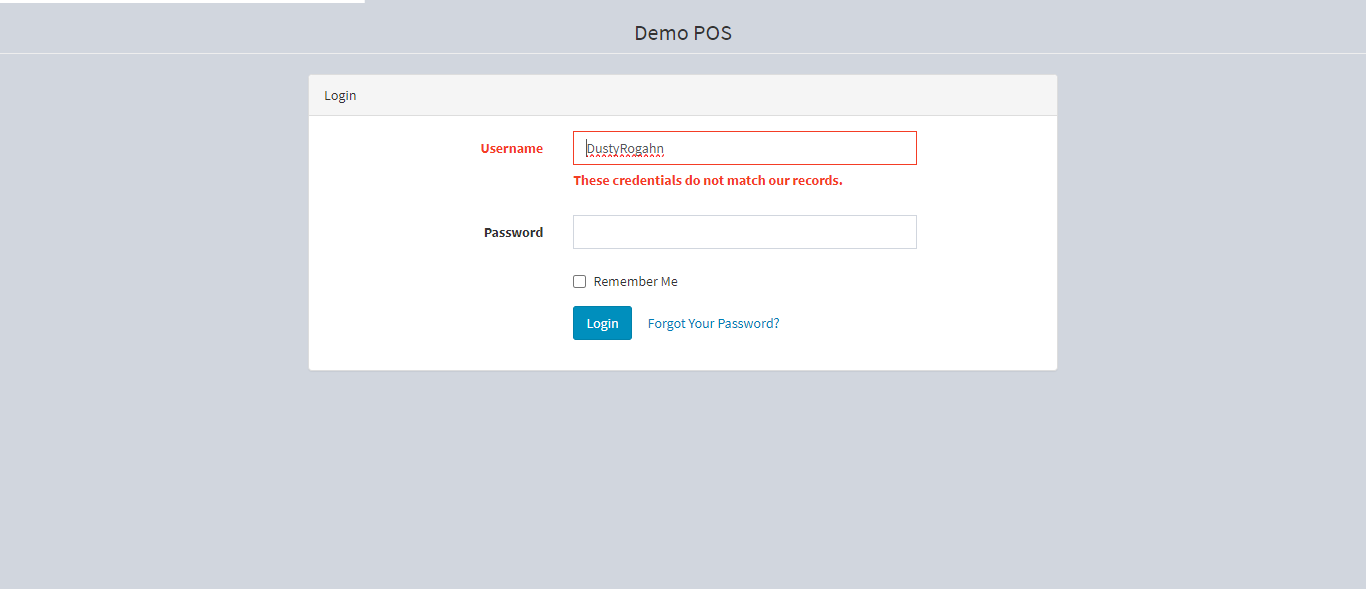 Demo POS
Login
Username
DustyRogahn
These credentials do not match our records.
Password
Remember Me
Login Forgot Your Password?